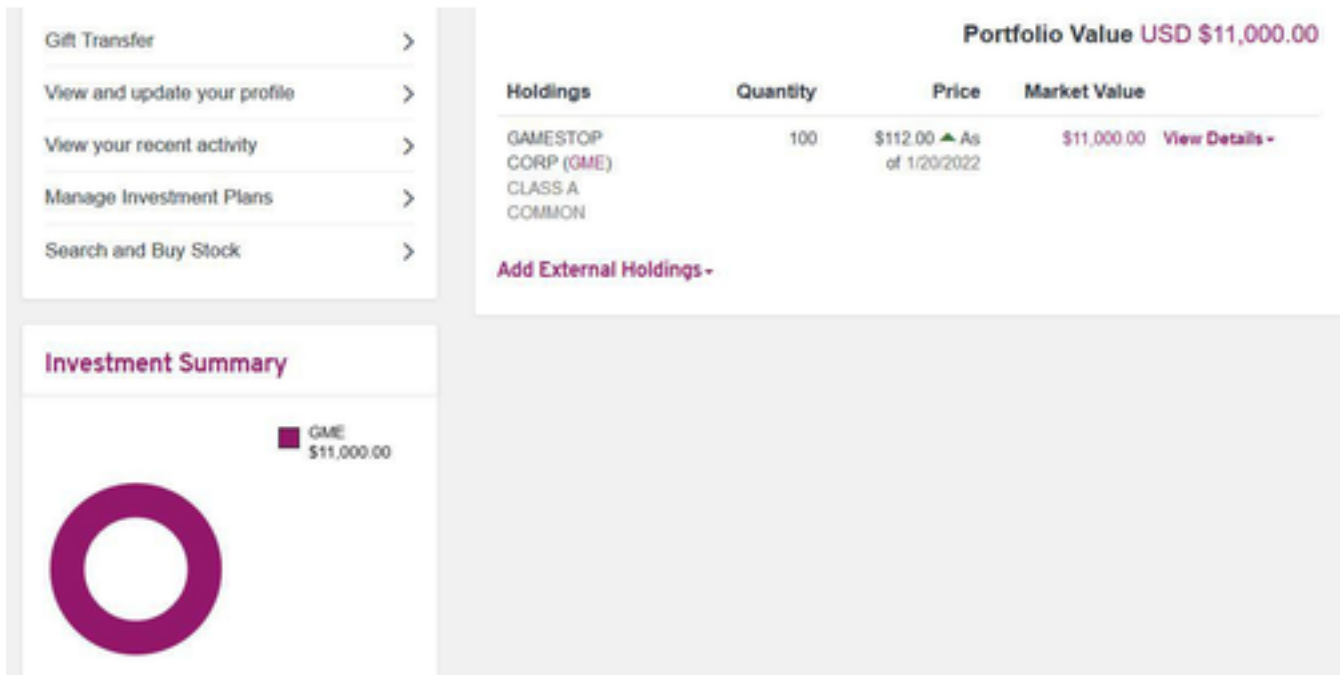 Gift Transfer
View and update your profile
View your recent activity
Manage Investment Plans
Search and Buy Stock
Portfolio Value USD $11,000.00
Holdings Quantity Price Market Value
GAMESTOP 100 $112.00 As $11,000.00 View Details
CORP (GME) of 1/20/2022
CLASS A
COMMON
Add External Holdings
Investment Summary
GME
$11,000.00